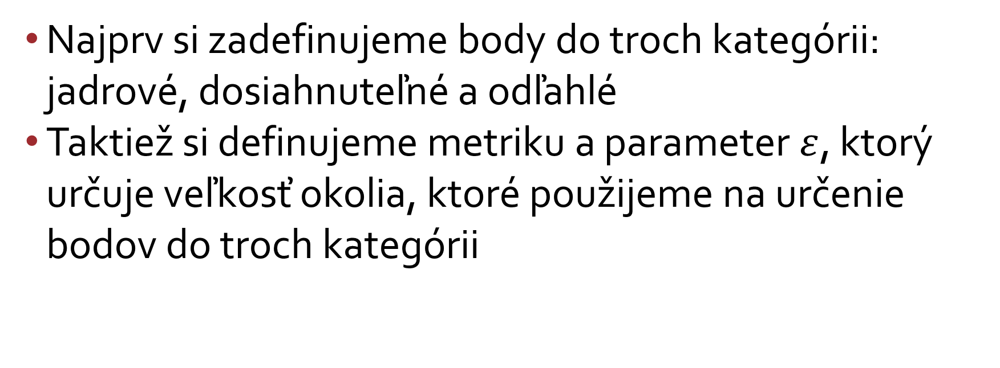 • Najprv si zadefinujeme body do troch kategórii:
jadrové, dosiahnuteľné a odľahlé
• Taktiež si definujeme metriku a parameter ε, ktorý
určuje veľkosť okolia, ktoré použijeme na určenie
bodov do troch kategórii